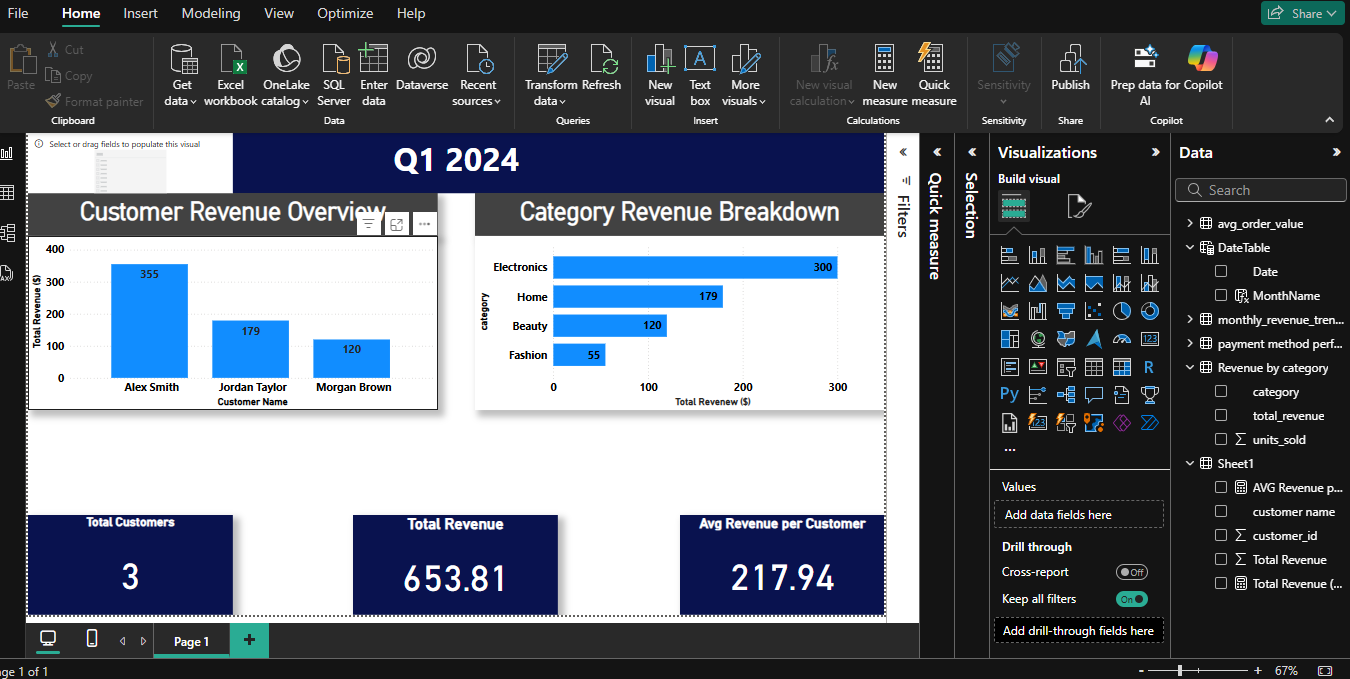 File Home Insert Modeling View Optimize Help
Share
Paste
Cut
Copy
Format painter
Clipboard
Get data
Excel workbook
OneLake catalog
SQL Server
Enter data
Dataverse
Recent sources
Data
Transform data
Refresh
Queries
New visual
Text box
More visuals
Insert
New visual calculation
New measure
Quick measure
Calculations
Sensitivity
Sensitivity
Publish
Share
Prep data for AI
Copilot
Copilot
Select or drag fields to populate this visual
Q1 2024
Customer Revenue Overview
400
300
200
100
0
Total Revenue ($)
355
179
120
Alex Smith
Jordan Taylor
Morgan Brown
Customer Name
Category Revenue Breakdown
category
Electronics 300
Home 179
Beauty 120
Fashion 55
0 100 200 300
Total Revenew ($)
Total Customers
3
Total Revenue
653.81
Avg Revenue per Customer
217.94
Filters
Quick measure
Selection
Visualizations
Build visual
123
R
Py
123
...
Values
Add data fields here
Drill through
Cross-report Off
Keep all filters On
Add drill-through fields here
Data
Search
avg_order_value
DateTable
Date
MonthName
monthly_revenue_tren...
payment method perf...
Revenue by category
category
total_revenue
units_sold
Sheet1
AVG Revenue p...
customer name
customer_id
Total Revenue
Total Revenue (...
Page 1
+
ge 1 of 1
- + 67%